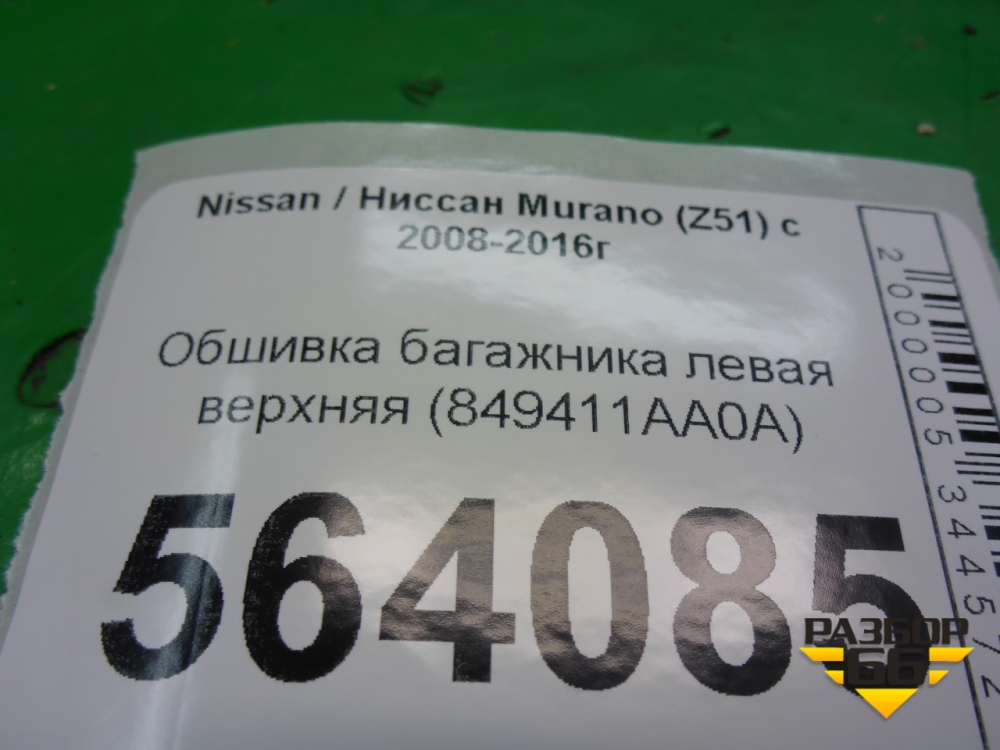 Nissan / Ниссан Murano (Z51) с
2008-2016г
Обшивка багажника левая
верхняя (849411AA0A)
564085
2000005344572
РАЗБОР
66